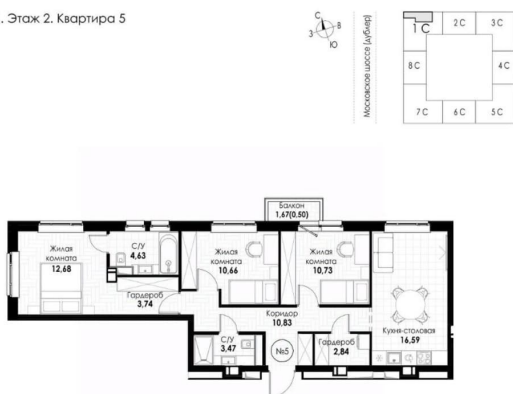 . Этаж 2. Квартира 5
С
В
З
Ю
Московское шоссе (дублер)
1 С
2 С
3 С
8 С
4 С
7 С
6 С
5 С
Балкон
1,67(0,50)
С/У
4,63
Жилая
комната
12,68
Жилая
комната
10,66
Жилая
комната
10,73
Гардероб
3,74
Коридор
10,83
Кухня-столовая
16,59
С/У
3,47
№5
Гардероб
2,84